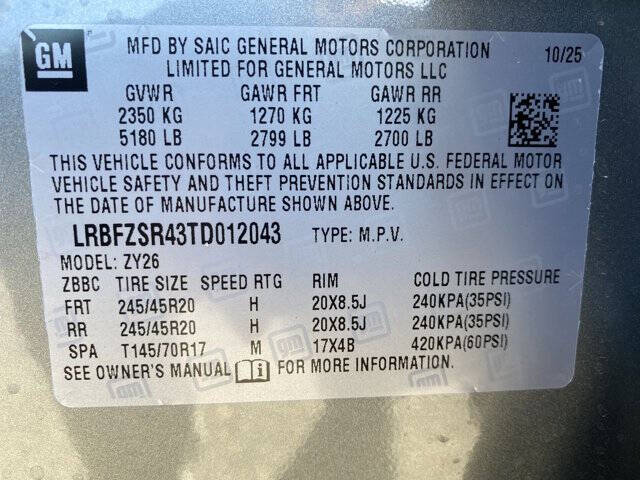 GM
MFD BY SAIC GENERAL MOTORS CORPORATION 10/25
LIMITED FOR GENERAL MOTORS LLC
GVWR GAWR FRT GAWR RR
2350 KG 1270 KG 1225 KG
5180 LB 2799 LB 2700 LB
THIS VEHICLE CONFORMS TO ALL APPLICABLE U.S. FEDERAL MOTOR
VEHICLE SAFETY AND THEFT PREVENTION STANDARDS IN EFFECT ON
THE DATE OF MANUFACTURE SHOWN ABOVE.
LRBFZSR43TD012043 TYPE: M.P.V.
MODEL: ZY26
ZBBC TIRE SIZE SPEED RTG RIM COLD TIRE PRESSURE
FRT 245/45R20 H 20X8.5J 240KPA(35PSI)
RR 245/45R20 H 20X8.5J 240KPA(35PSI)
SPA T145/70R17 M 17X4B 420KPA(60PSI)
SEE OWNER'S MANUAL i FOR MORE INFORMATION.